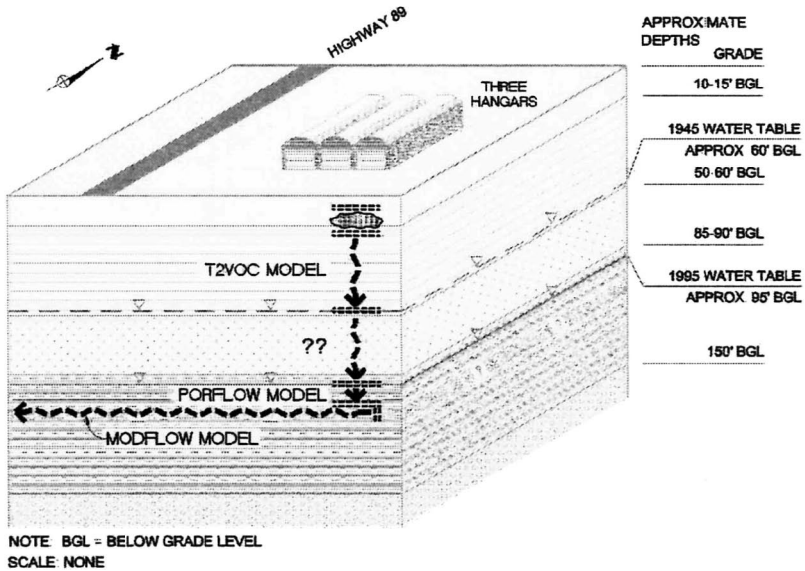 N
HIGHWAY 89
THREE
HANGARS
T2VOC MODEL
??
PORFLOW MODEL
MODFLOW MODEL
APPROXIMATE
DEPTHS
GRADE
10-15' BGL
1945 WATER TABLE
APPROX 60' BGL
50-60' BGL
85-90' BGL
1995 WATER TABLE
APPROX 95' BGL
150' BGL
NOTE: BGL = BELOW GRADE LEVEL
SCALE: NONE